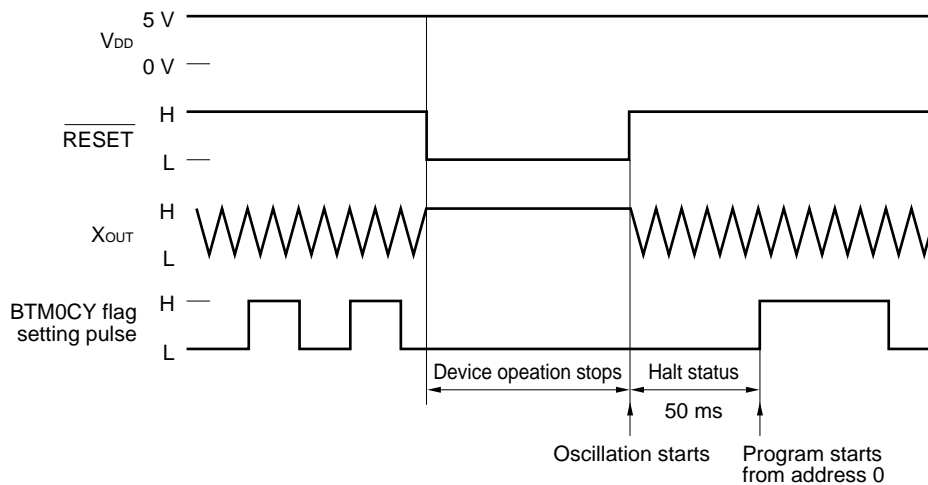 5 V
VDD
0 V
H
RESET
L
H
XOUT
L
BTM0CY flag
setting pulse
H
L
Device opeation stops
Halt status
50 ms
Oscillation starts
Program starts
from address 0